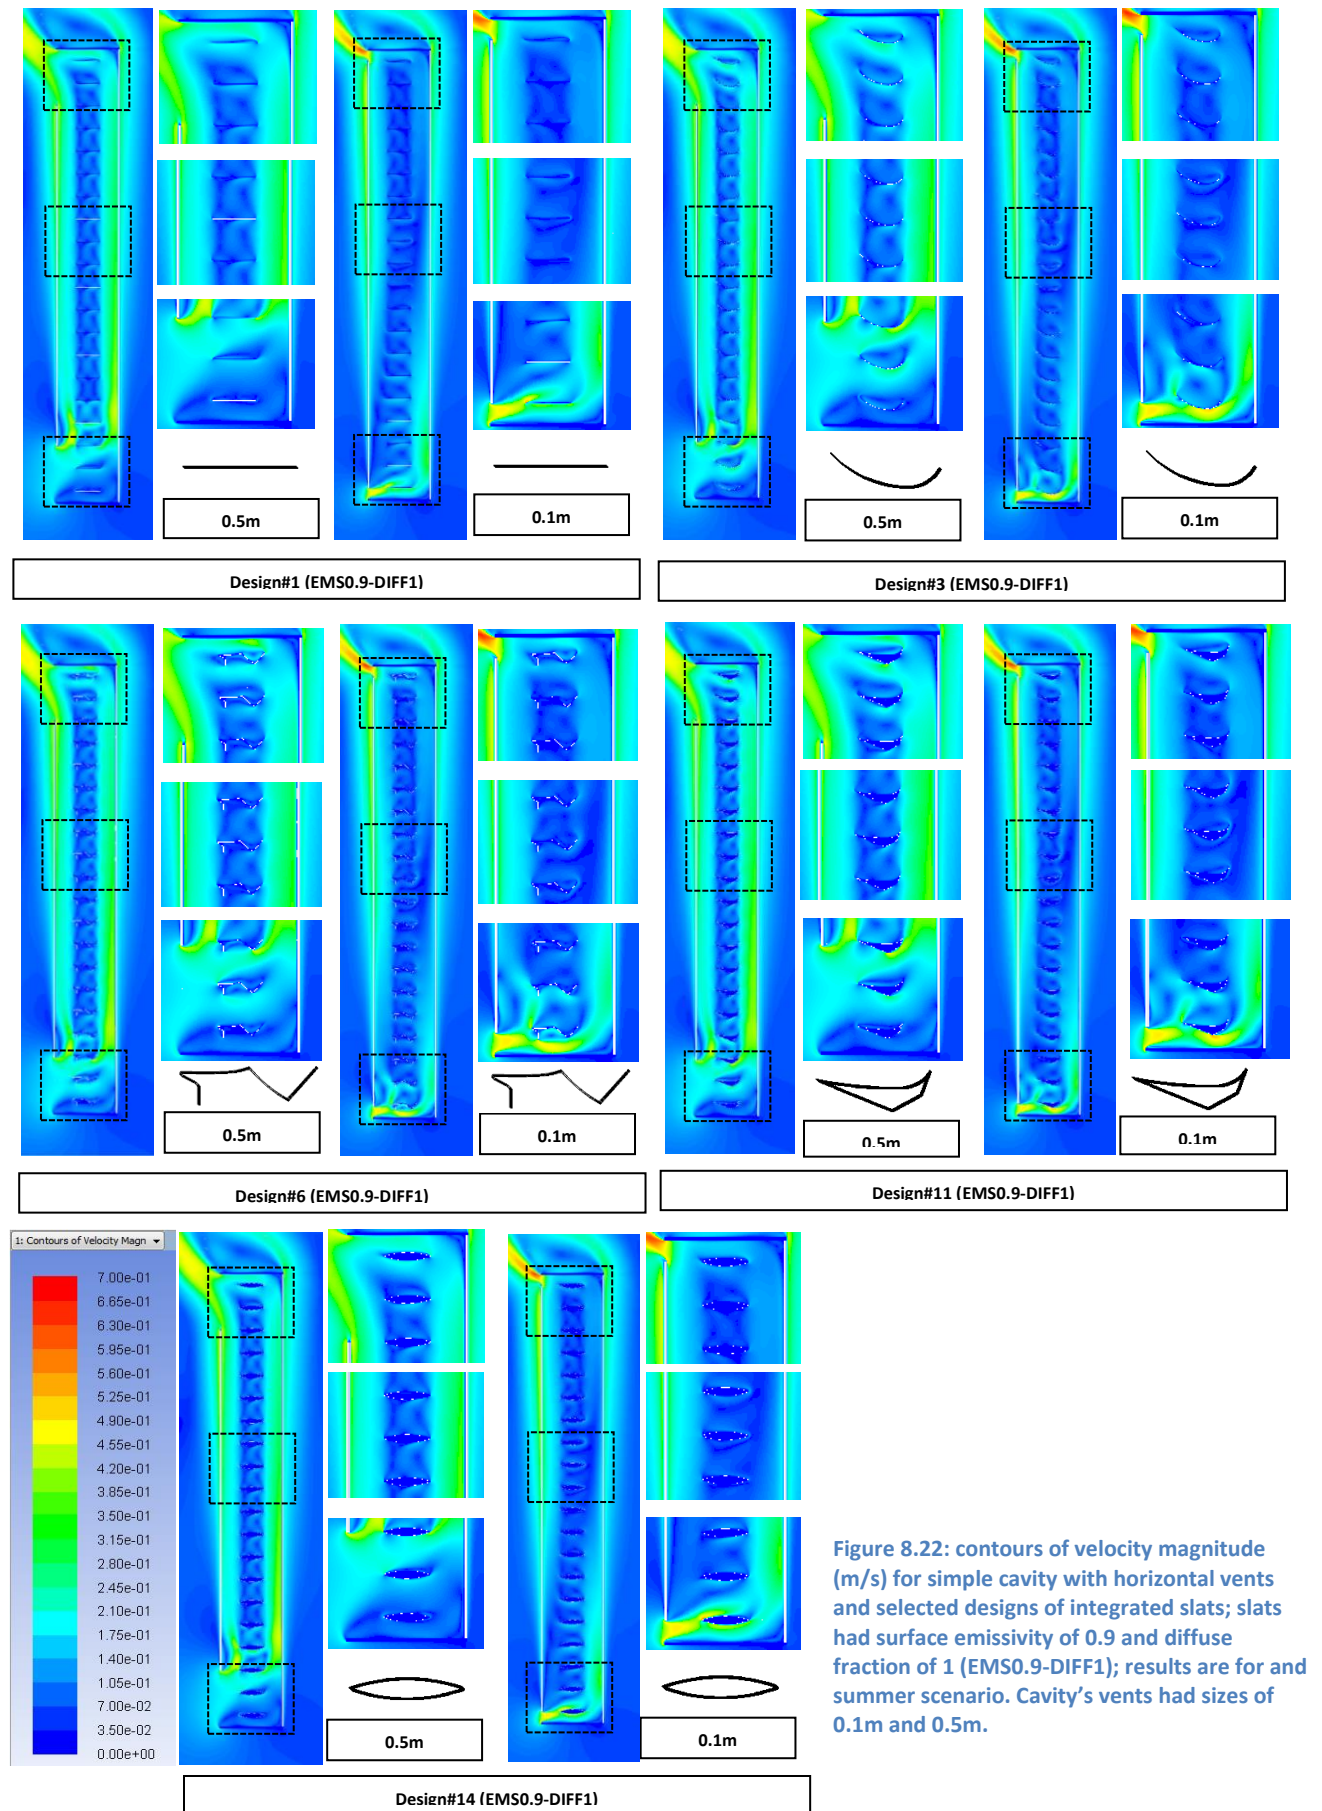 0.5m
0.1m
0.5m
0.1m
Design#1 (EMS0.9-DIFF1)
Design#3 (EMS0.9-DIFF1)
0.5m
0.1m
0.5m
0.1m
Design#6 (EMS0.9-DIFF1)
Design#11 (EMS0.9-DIFF1)
1: Contours of Velocity Magn
7.00e-01
6.65e-01
6.30e-01
5.95e-01
5.60e-01
5.25e-01
4.90e-01
4.55e-01
4.20e-01
3.85e-01
3.50e-01
3.15e-01
2.80e-01
2.45e-01
2.10e-01
1.75e-01
1.40e-01
1.05e-01
7.00e-02
3.50e-02
0.00e+00
0.5m
0.1m
Design#14 (EMS0.9-DIFF1)
Figure 8.22: contours of velocity magnitude
(m/s) for simple cavity with horizontal vents
and selected designs of integrated slats; slats
had surface emissivity of 0.9 and diffuse
fraction of 1 (EMS0.9-DIFF1); results are for and
summer scenario. Cavity's vents had sizes of
0.1m and 0.5m.